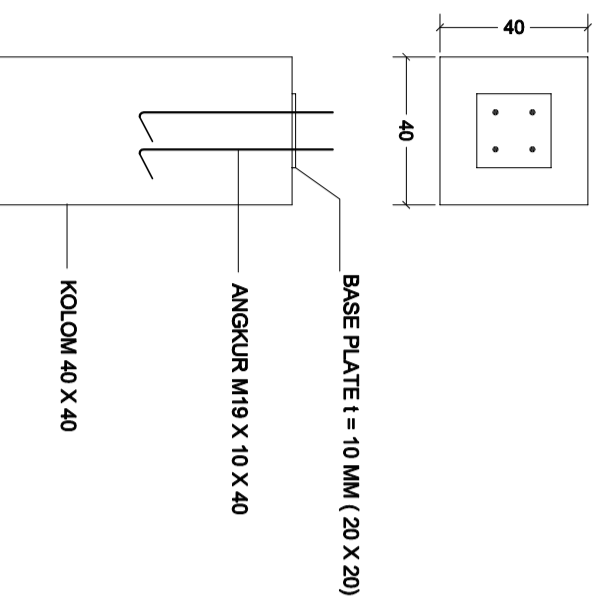 40
40
BASE PLATE t = 10 MM ( 20 X 20)
ANGKUR M19 X 10 X 40
KOLOM 40 X 40